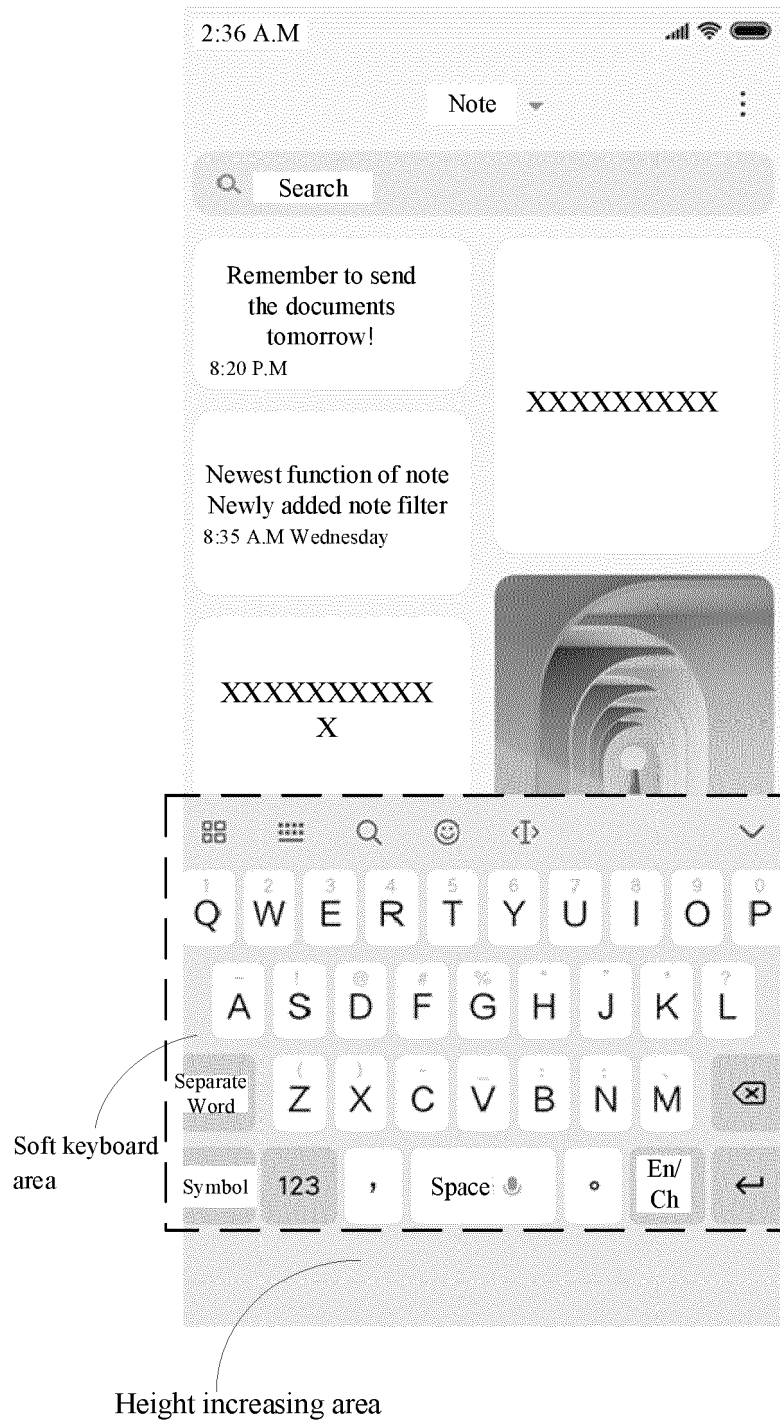 2:36 A.M
Note
Search
Remember to send
the documents
tomorrow!
8:20 P.M
XXXXXXXXX
Newest function of note
Newly added note filter
8:35 A.M Wednesday
XXXXXXXXXX
X
1 2 3 4 5 6 7 8 9 0
Q W E R T Y U I O P
! @ # % ?
A S D F G H J K L
( ) _ : ;
Separate
Word
Z X C V B N M
Soft keyboard
area
Symbol
123
,
Space
En/
Ch
Height increasing area